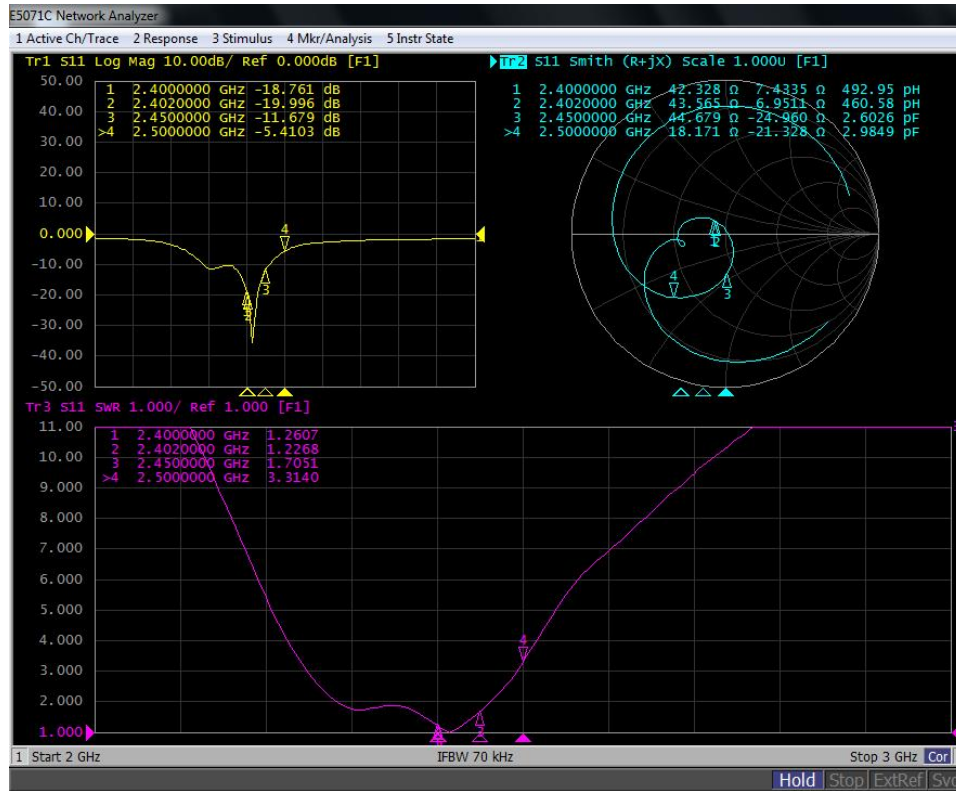 E5071C Network Analyzer
1 Active Ch/Trace 2 Response 3 Stimulus 4 Mkr/Analysis 5 Instr State
Tr1 S11 Log Mag 10.00dB/ Ref 0.000dB [F1]
50.00
40.00
30.00
20.00
10.00
0.000
-10.00
-20.00
-30.00
-40.00
-50.00
1 2.4000000 GHz -18.761 dB
2 2.4020000 GHz -19.996 dB
3 2.4500000 GHz -11.679 dB
>4 2.5000000 GHz -5.4103 dB
4
3
2
Tr2 S11 Smith (R+jX) Scale 1.000U [F1]
1 2.4000000 GHz 42.328 Ω 7.4335 Ω 492.95 pH
2 2.4020000 GHz 43.565 Ω 6.9511 Ω 460.58 pH
3 2.4500000 GHz 44.679 Ω -24.960 Ω 2.6026 pF
>4 2.5000000 GHz 18.171 Ω -21.328 Ω 2.9849 pF
4
3
Tr3 S11 SWR 1.000/ Ref 1.000 [F1]
11.00
10.00
9.000
8.000
7.000
6.000
5.000
4.000
3.000
2.000
1.000
1 2.4000000 GHz 1.2607
2 2.4020000 GHz 1.2268
3 2.4500000 GHz 1.7051
>4 2.5000000 GHz 3.3140
4
3
1 Start 2 GHz IFBW 70 kHz Stop 3 GHz Cor
Hold Stop ExtRef